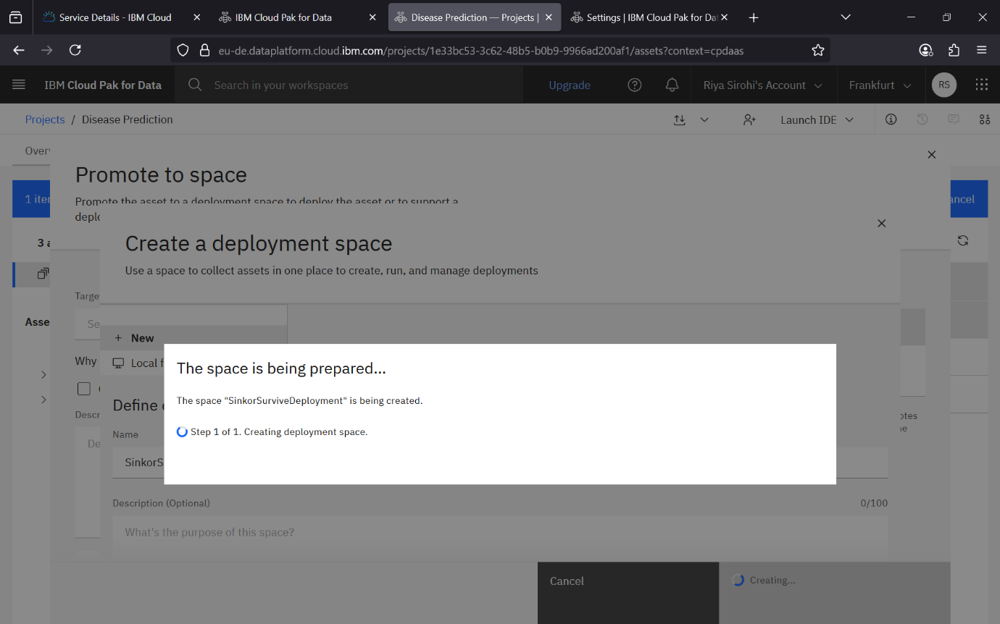 Service Details - IBM Cloud
IBM Cloud Pak for Data
Disease Prediction — Projects |
Settings | IBM Cloud Pak for Dat
eu-de.dataplatform.cloud.ibm.com/projects/1e33bc53-3c62-48b5-b0b9-9966ad200af1/assets?context=cpdaas
IBM Cloud Pak for Data
Search in your workspaces
Upgrade
Riya Sirohi's Account
Frankfurt
RS
Projects / Disease Prediction
Launch IDE
Overv
Promote to space
1 iter
Promote the asset to a deployment space to deploy the asset or to support a
deplo
ancel
3 a
Create a deployment space
Use a space to collect assets in one place to create, run, and manage deployments
Targe
Asse
Se
+ New
Why
Local f
The space is being prepared...
The space "SinkorSurviveDeployment" is being created.
Define
Descr
otes
Name
Step 1 of 1. Creating deployment space.
De
SinkorS
Description (Optional)
0/100
What's the purpose of this space?
Cancel
Creating...